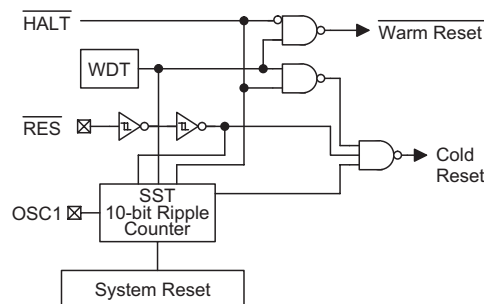 HALT
Warm Reset
WDT
RES
Cold
Reset
SST
OSC1
10-bit Ripple
Counter
System Reset